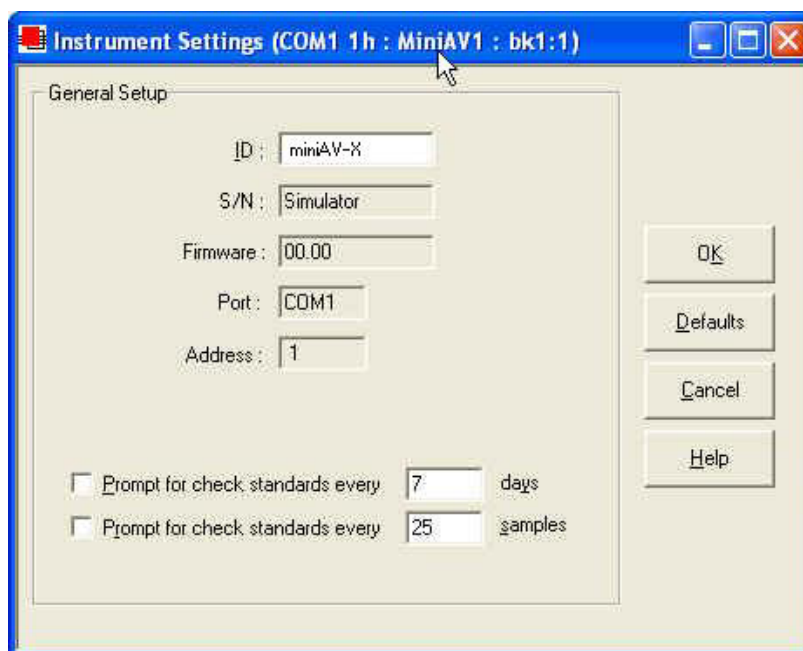 Instrument Settings (COM1 1h : MiniAV1 : bk1:1)
General Setup
ID : miniAV-X
S/N : Simulator
Firmware : 00.00
Port : COM1
Address : 1
Prompt for check standards every 7 days
Prompt for check standards every 25 samples
OK
Defaults
Cancel
Help